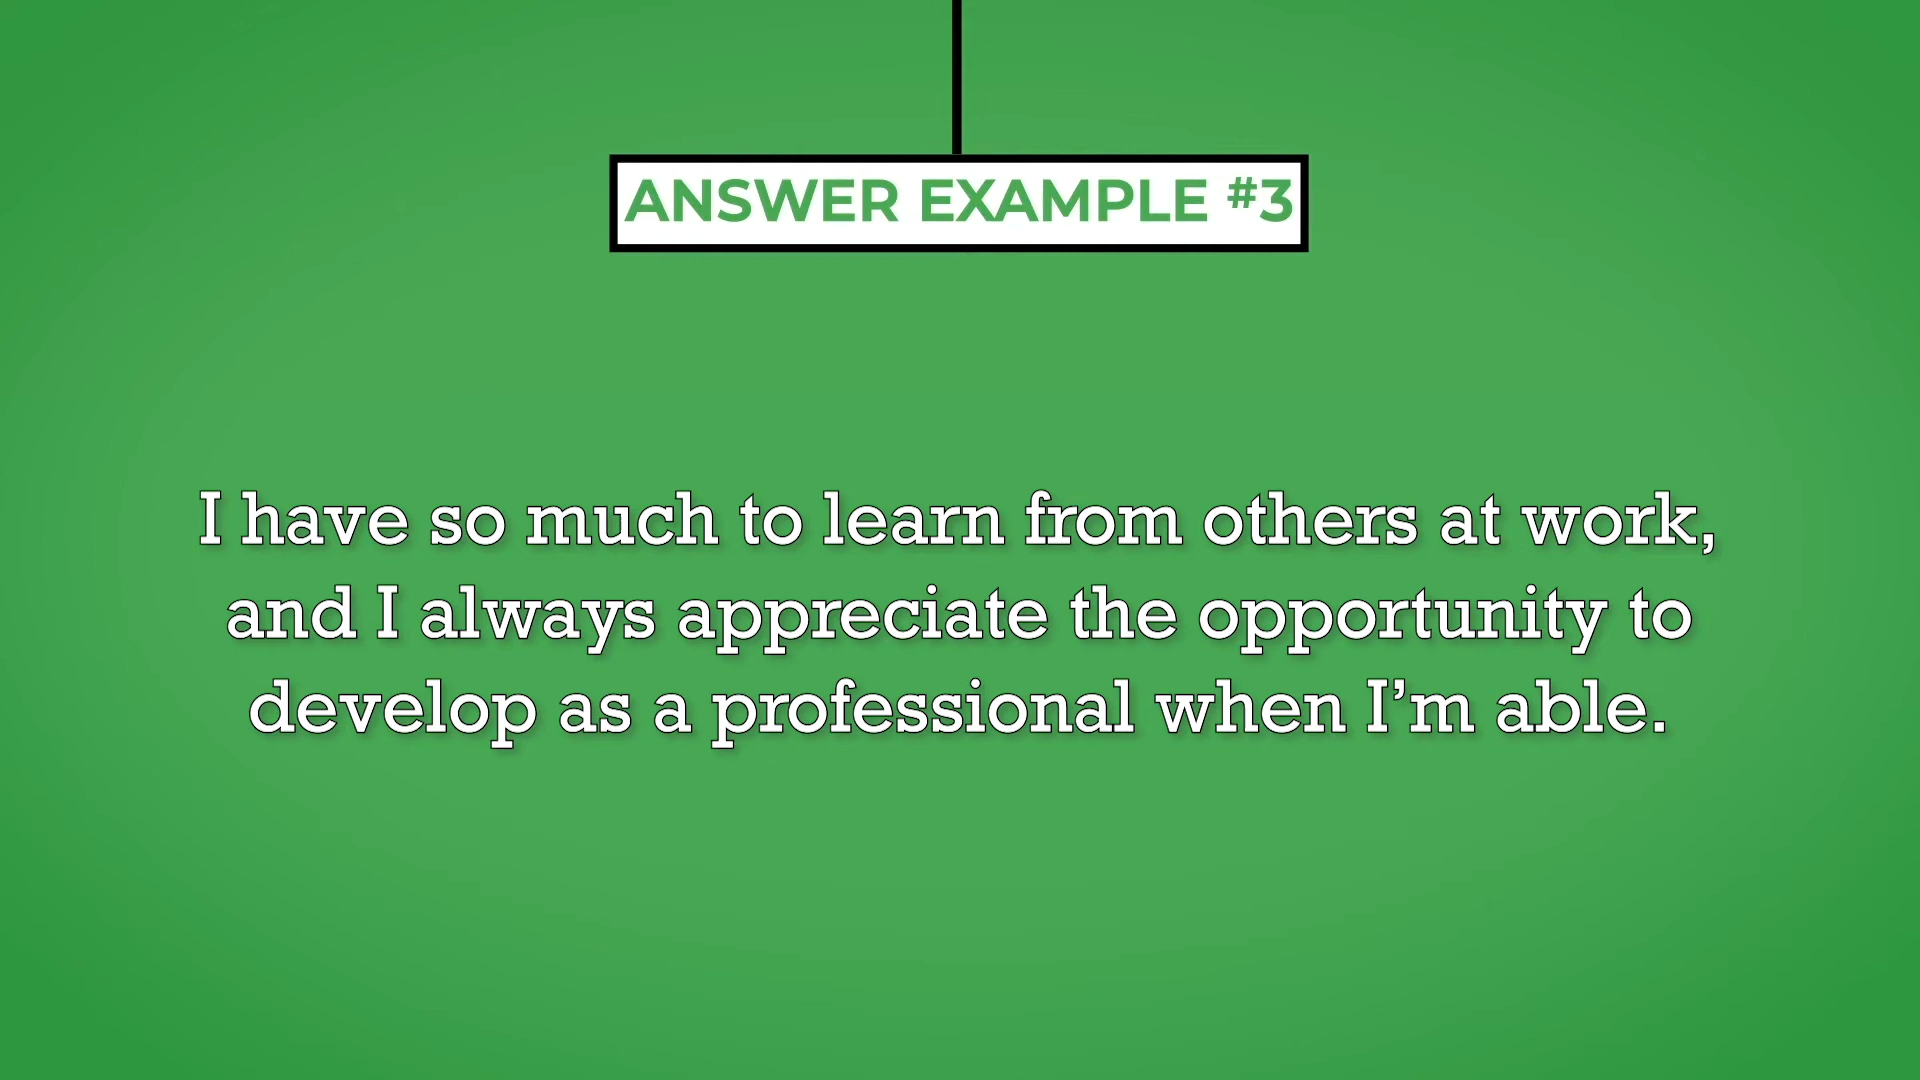 ANSWER EXAMPLE #3
I have so much to learn from others at work,
and I always appreciate the opportunity to
develop as a professional when I’m able.